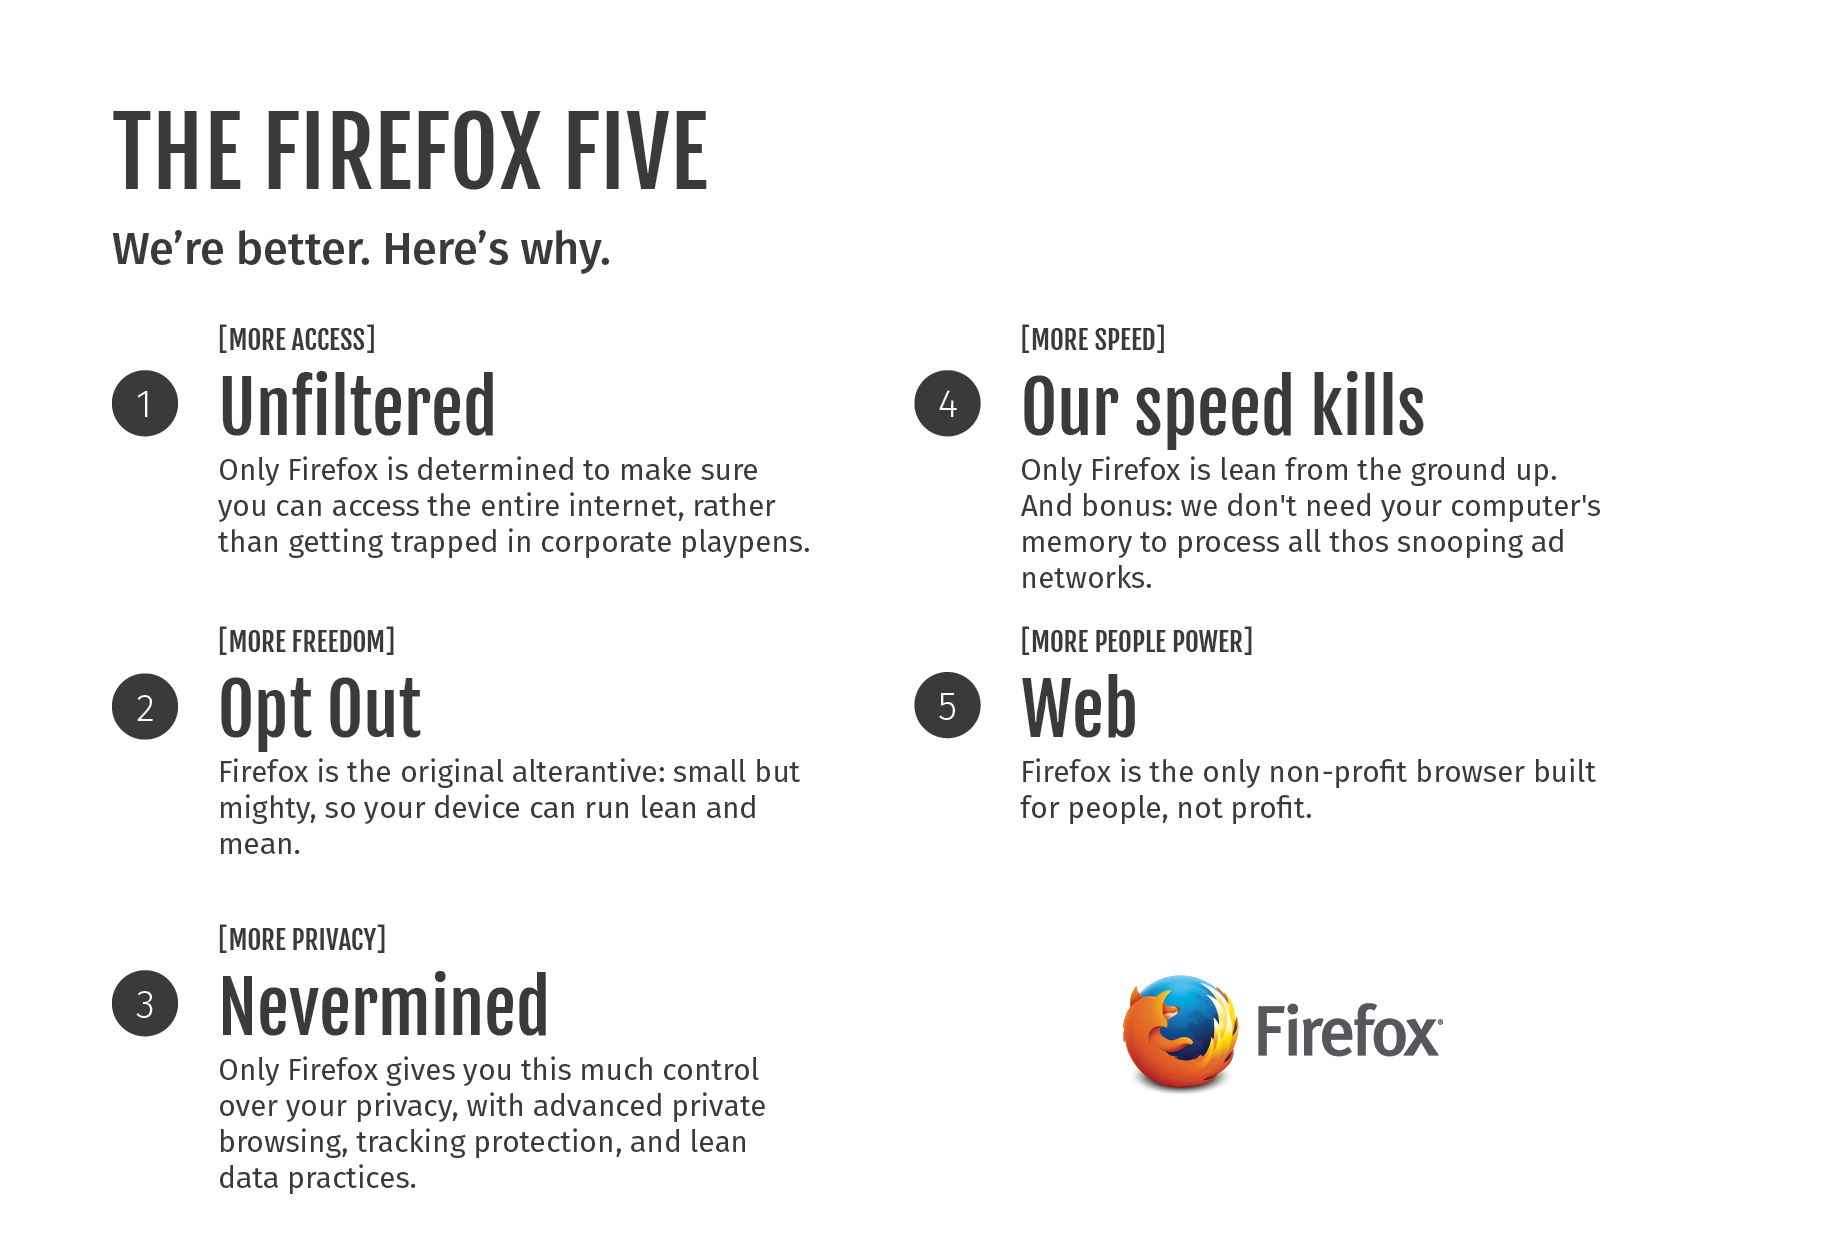 THE FIREFOX FIVE
We’re better. Here’s why.
[MORE ACCESS]
1
Unfiltered
Only Firefox is determined to make sure
you can access the entire internet, rather
than getting trapped in corporate playpens.
[MORE FREEDOM]
2
Opt Out
Firefox is the original alterantive: small but
mighty, so your device can run lean and
mean.
[MORE PRIVACY]
3
Nevermined
Only Firefox gives you this much control
over your privacy, with advanced private
browsing, tracking protection, and lean
data practices.
[MORE SPEED]
4
Our speed kills
Only Firefox is lean from the ground up.
And bonus: we don't need your computer's
memory to process all thos snooping ad
networks.
[MORE PEOPLE POWER]
5
Web
Firefox is the only non-profit browser built
for people, not profit.
Firefox®